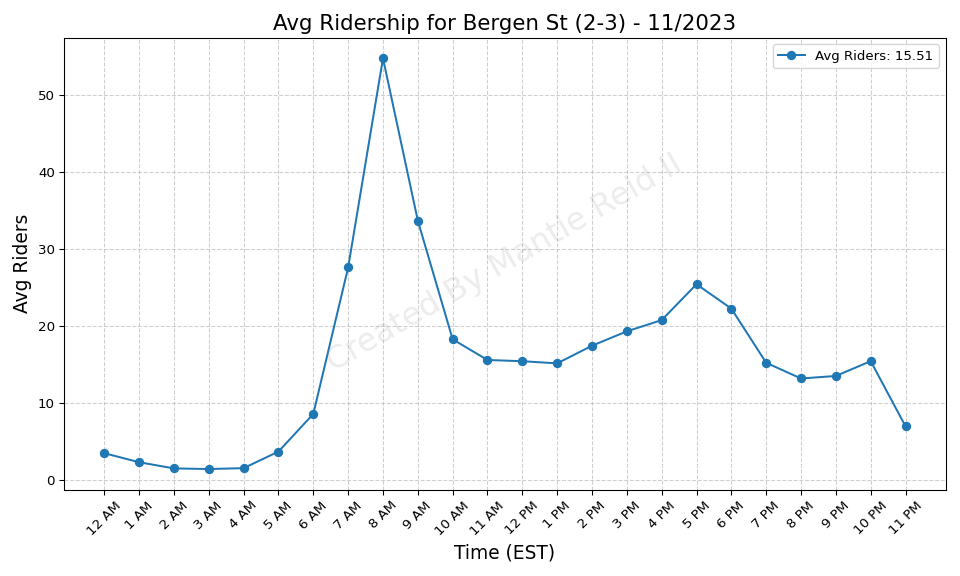 Avg Ridership for Bergen St (2-3) - 11/2023
Avg Riders: 15.51
Avg Riders
50
40
30
20
10
0
Created By Mantie Reid II
12 AM
1 AM
2 AM
3 AM
4 AM
5 AM
6 AM
7 AM
8 AM
9 AM
10 AM
11 AM
12 PM
1 PM
2 PM
3 PM
4 PM
5 PM
6 PM
7 PM
8 PM
9 PM
10 PM
11 PM
Time (EST)